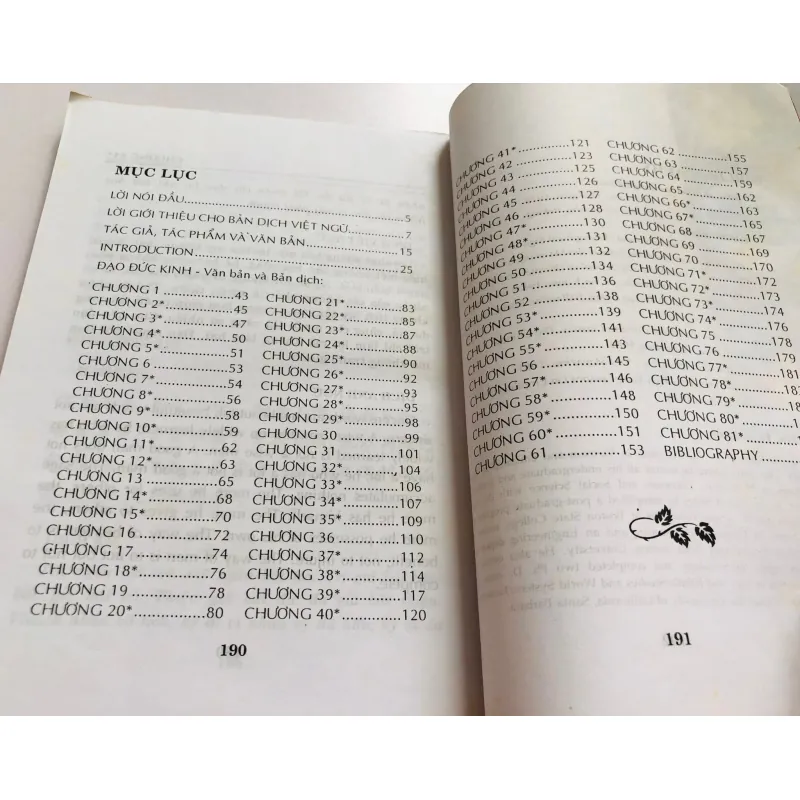 MỤC LỤC
LỜI NÓI ĐẦU...5
LỜI GIỚI THIỆU CHO BẢN DỊCH VIỆT NGỮ...7
TÁC GIẢ, TÁC PHẨM VÀ VĂN BẢN...15
INTRODUCTION...25
ĐẠO ĐỨC KINH - Văn bản và Bản dịch:
CHƯƠNG 1...43
CHƯƠNG 2*...45
CHƯƠNG 3*...47
CHƯƠNG 4*...50
CHƯƠNG 5*...51
CHƯƠNG 6...53
CHƯƠNG 7*...54
CHƯƠNG 8*...56
CHƯƠNG 9*...58
CHƯƠNG 10*...59
CHƯƠNG 11*...62
CHƯƠNG 12*...63
CHƯƠNG 13...65
CHƯƠNG 14*...68
CHƯƠNG 15*...70
CHƯƠNG 16...72
CHƯƠNG 17...74
CHƯƠNG 18*...76
CHƯƠNG 19...78
CHƯƠNG 20*...80
CHƯƠNG 21*...83
CHƯƠNG 22*...85
CHƯƠNG 23*...87
CHƯƠNG 24*...88
CHƯƠNG 25*...90
CHƯƠNG 26*...92
CHƯƠNG 27*...93
CHƯƠNG 28*...95
CHƯƠNG 29*...98
CHƯƠNG 30...99
CHƯƠNG 31...101
CHƯƠNG 32*...104
CHƯƠNG 33*...106
CHƯƠNG 34*...107
CHƯƠNG 35*...109
CHƯƠNG 36...110
CHƯƠNG 37*...112
CHƯƠNG 38*...114
CHƯƠNG 39*...117
CHƯƠNG 40*...120
190
CHƯƠNG 41*...121
CHƯƠNG 42...123
CHƯƠNG 43...125
CHƯƠNG 44...126
CHƯƠNG 45...127
CHƯƠNG 46...128
CHƯƠNG 47*...130
CHƯƠNG 48*...131
CHƯƠNG 49...133
CHƯƠNG 50...134
CHƯƠNG 51...136
CHƯƠNG 52...138
CHƯƠNG 53*...139
CHƯƠNG 54*...141
CHƯƠNG 55*...143
CHƯƠNG 56...145
CHƯƠNG 57*...146
CHƯƠNG 58*...148
CHƯƠNG 59*...150
CHƯƠNG 60*...151
CHƯƠNG 61...153
CHƯƠNG 62...155
CHƯƠNG 63...157
CHƯƠNG 64...159
CHƯƠNG 65...162
CHƯƠNG 66*...163
CHƯƠNG 67*...165
CHƯƠNG 68...167
CHƯƠNG 69...169
CHƯƠNG 70...170
CHƯƠNG 71*...172
CHƯƠNG 72*...173
CHƯƠNG 73*...174
CHƯƠNG 74*...176
CHƯƠNG 75...178
CHƯƠNG 76...179
CHƯƠNG 77*...181
CHƯƠNG 78*...
CHƯƠNG 79*...
CHƯƠNG 80*...
CHƯƠNG 81*...
BIBLIOGRAPHY...
191